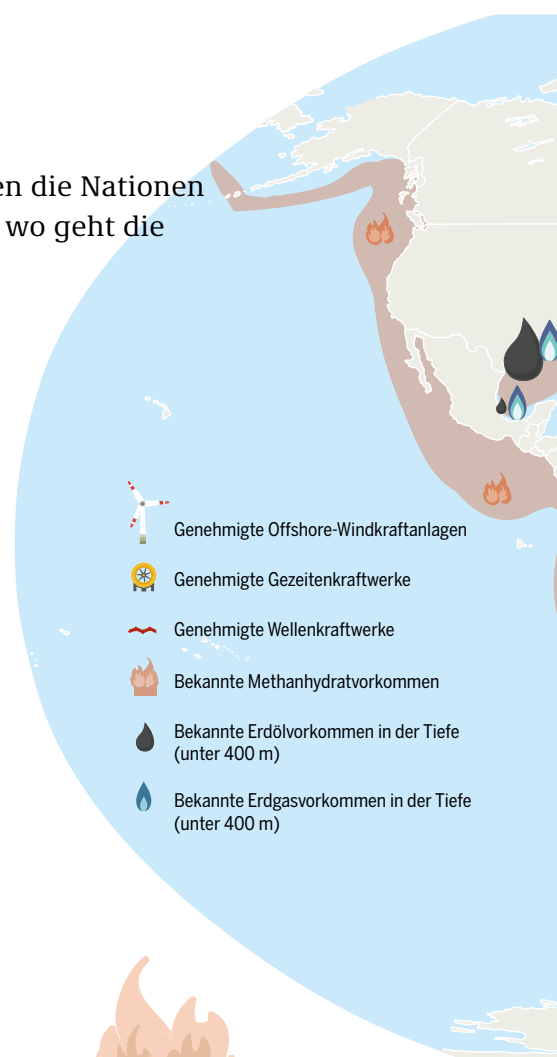 en die Nationen
wo geht die
Genehmigte Offshore-Windkraftanlagen
Genehmigte Gezeitenkraftwerke
Genehmigte Wellenkraftwerke
Bekannte Methanhydratvorkommen
Bekannte Erdölvorkommen in der Tiefe
(unter 400 m)
Bekannte Erdgasvorkommen in der Tiefe
(unter 400 m)